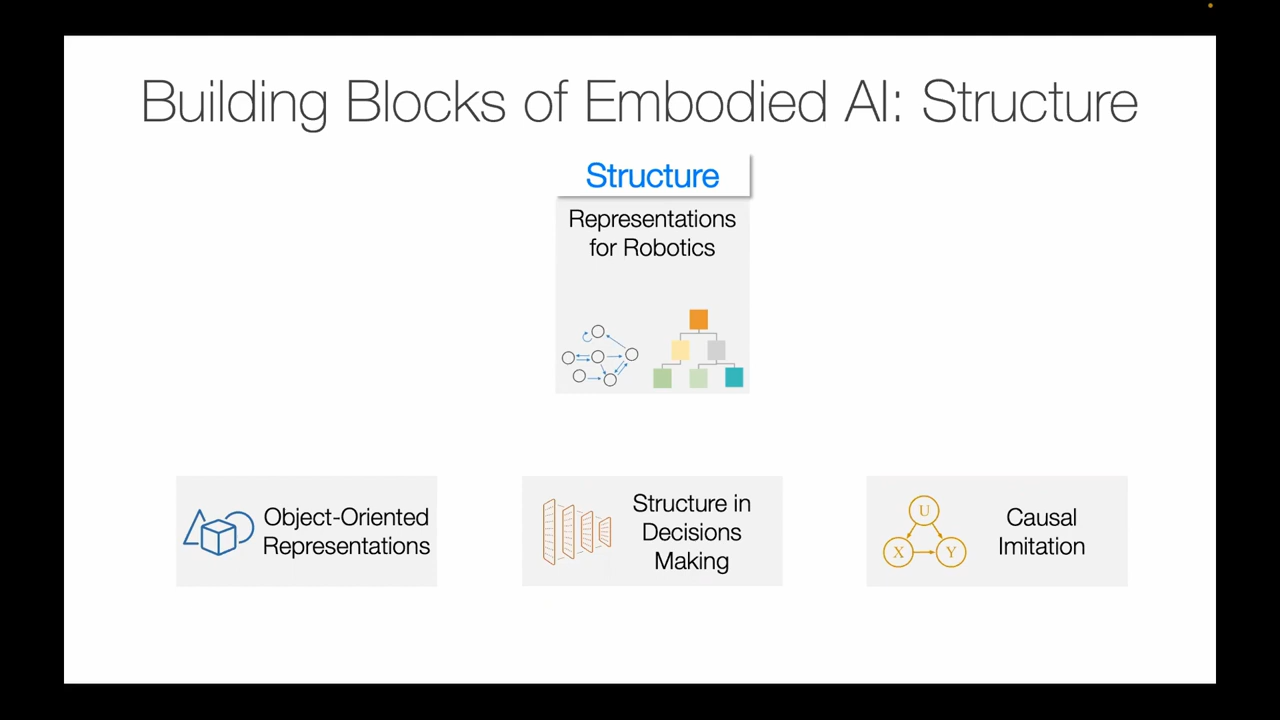 Building Blocks of Embodied AI: Structure
Structure
Representations
for Robotics
Object-Oriented
Representations
Structure in
Decisions
Making
U
X
Y
Causal
Imitation